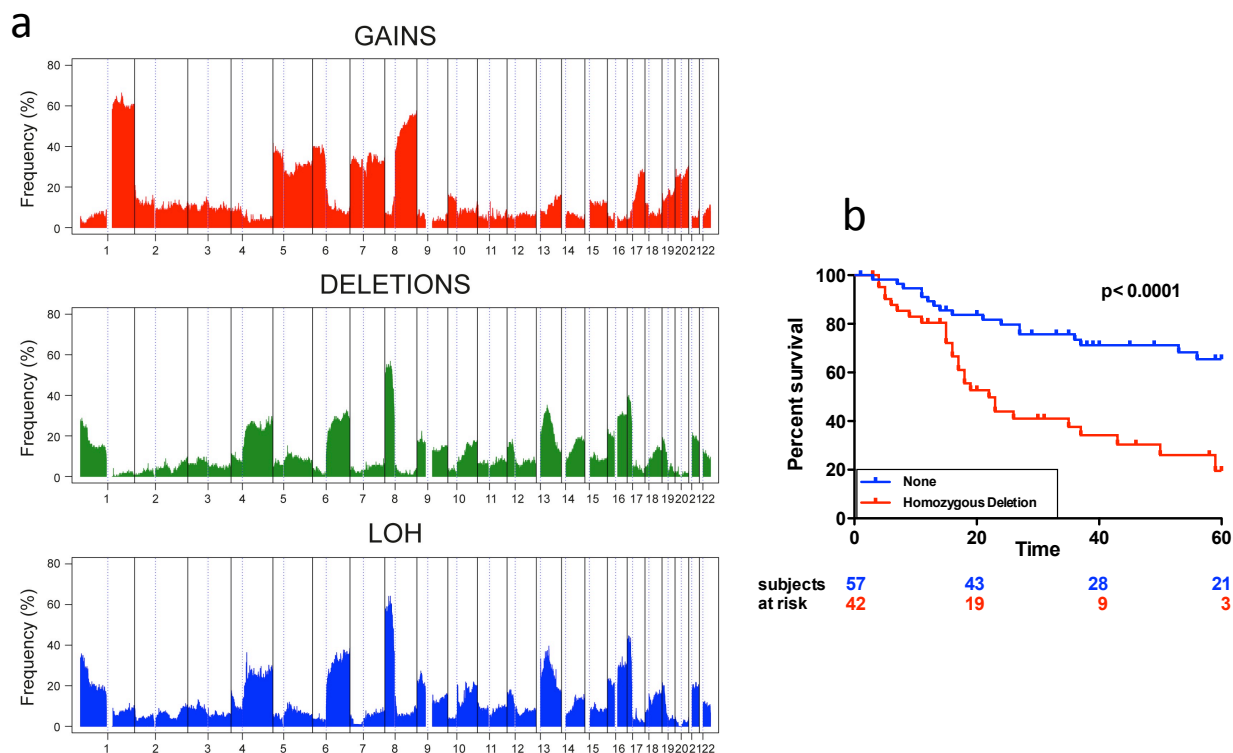 a
GAINS
Frequency (%)
80
60
40
20
0
1 2 3 4 5 6 7 8 9 10 11 12 13 14 15 16 17 18 19 20 21 22
DELETIONS
Frequency (%)
80
60
40
20
0
1 2 3 4 5 6 7 8 9 10 11 12 13 14 15 16 17 18 19 20 21 22
LOH
Frequency (%)
80
60
40
20
0
1 2 3 4 5 6 7 8 9 10 11 12 13 14 15 16 17 18 19 20 21 22
b
p< 0.0001
Percent survival
100
80
60
40
20
0
None
Homozygous Deletion
0 20 40 60
Time
subjects 57 43 28 21
at risk 42 19 9 3